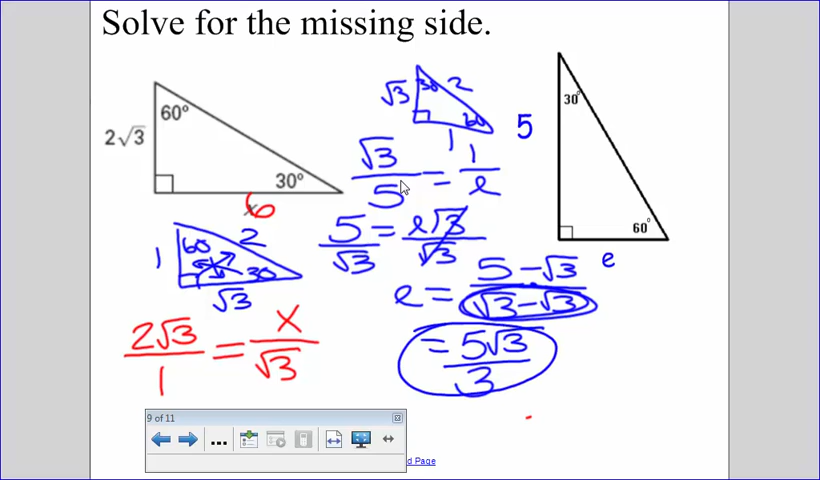 Solve for the missing side.
60°
2√3
30°
6
x
√3
30
2
60
1
30°
5
60°
e
√3/5 = 1/e
5/√3 = e√3/√3
e = 5-√3/√3-√3
= 5√3/3
1
60
2
30
√3
2√3/1 = x/√3
9 of 11
...
d Page